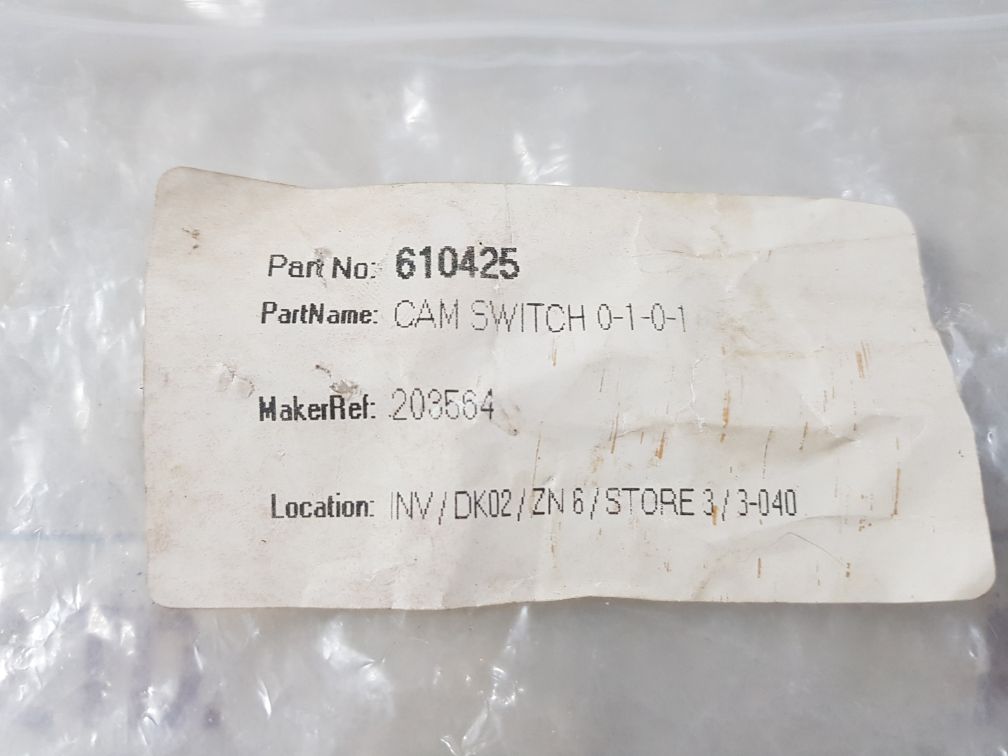 Part No: 610425
PartName: CAM SWITCH 0-1-0-1
MakerRef: 203564
Location: INV / DK02 / ZN 6 / STORE 3 / 3-040